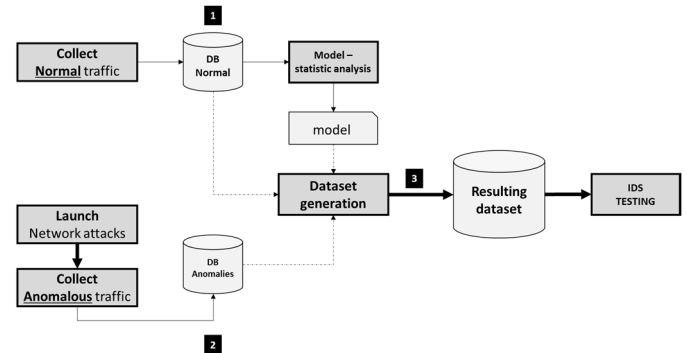 1
Collect
Normal traffic
DB
Normal
Model –
statistic analysis
model
Dataset
generation
3
Resulting
dataset
IDS
TESTING
Launch
Network attacks
Collect
Anomalous traffic
DB
Anomalies
2